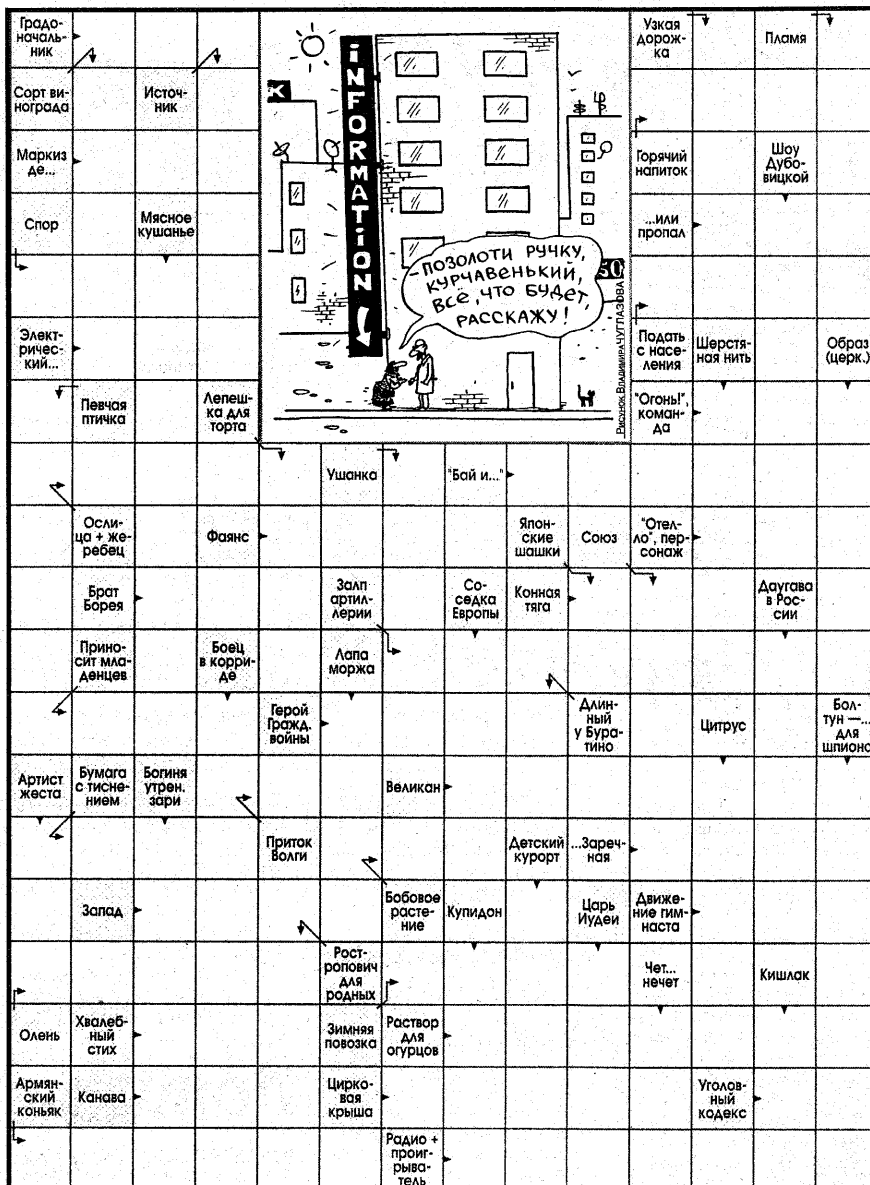 Градо-
началь-
ник
Узкая
дорож-
ка
Пламя
INFORMATION
К
Сорт ви-
нограда
Источ-
ник
Маркиз
де...
Горячий
напиток
Шоу
Дубо-
вицкой
Спор
Мясное
кушанье
...или
пропал
-ПОЗОЛОТИ РУЧКУ,
КУРЧАВЕНЬКИЙ,
ВСЁ, ЧТО БУДЕТ,
РАССКАЖУ!
50
Электри-
ческий...
Подать
с насе-
ления
Шерстя-
ная нить
Образ
(церк.)
Певчая
птичка
Лепеш-
ка для
торта
"Огонь!",
коман-
да
Ушанка
"Бай и..."
Осли-
ца + же-
ребец
Фаянс
Япон-
ские
шашки
Союз
"Отел-
ло", пер-
сонаж
Брат
Борея
Залп
артил-
лерии
Со-
седка
Европы
Конная
тяга
Даугава
в Рос-
сии
Прино-
сит мла-
денцев
Боец
в корри-
де
Лапа
моржа
Герой
Гражд.
войны
Длин-
ный
у Бура-
тино
Цитрус
Бол-
тун —...
для
шпиона
Артист
жеста
Бумага
с тисне-
нием
Богиня
утрен.
зари
Великан
Приток
Волги
Детский
курорт
...Зареч-
ная
Запад
Бобовое
расте-
ние
Купидон
Царь
Иудеи
Движе-
ние гим-
наста
Рост-
ропович
для
родных
Чет...
нечет
Кишлак
Олень
Хвалеб-
ный
стих
Зимняя
повозка
Раствор
для
огурцов
Армян-
ский
коньяк
Канава
Цирко-
вая
крыша
Уголов-
ный
кодекс
Радио +
проиг-
рыва-
тель